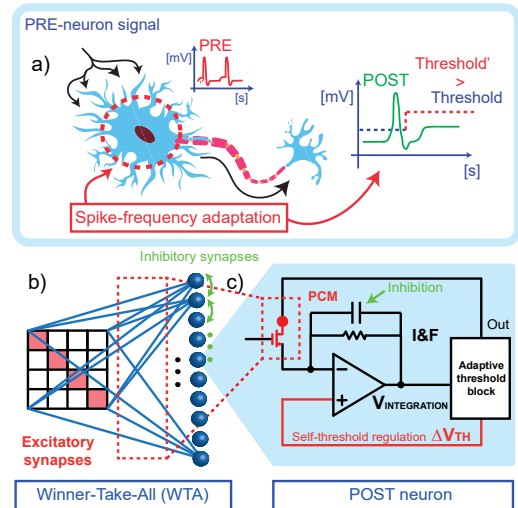 PRE-neuron signal
a)
PRE
[mV]
[s]
POST
[mV]
Threshold'
>
Threshold
[s]
Spike-frequency adaptation
Inhibitory synapses
b)
c)
PCM
Inhibition
I&F
Out
Adaptive
threshold
block
VINTEGRATION
Self-threshold regulation ΔVTH
Excitatory
synapses
Winner-Take-All (WTA)
POST neuron